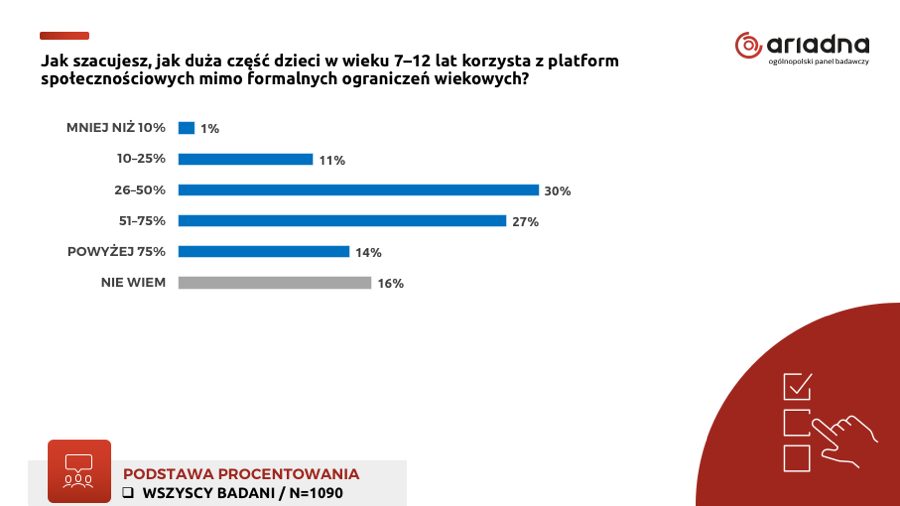 ariadna
ogólnopolski panel badawczy
Jak szacujesz, jak duża część dzieci w wieku 7–12 lat korzysta z platform
społecznościowych mimo formalnych ograniczeń wiekowych?
MNIEJ NIŻ 10% 1%
10–25% 11%
26–50% 30%
51–75% 27%
POWYŻEJ 75% 14%
NIE WIEM 16%
PODSTAWA PROCENTOWANIA
WSZYSCY BADANI / N=1090